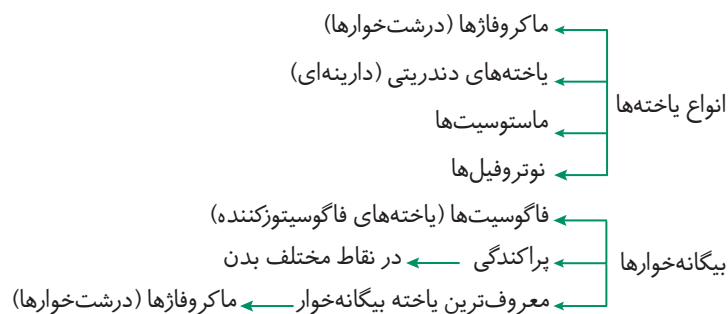 انواع یاخته‌ها
ماکروفاژها (درشت‌خوارها)
یاخته‌های دندریتی (دارینه‌ای)
ماستوسیت‌ها
نوتروفیل‌ها
بیگانه‌خوارها
فاگوسیت‌ها (یاخته‌های فاگوسیتوزکننده)
پراکندگی در نقاط مختلف بدن
معروف‌ترین یاخته بیگانه‌خوار ماکروفاژها (درشت‌خوارها)